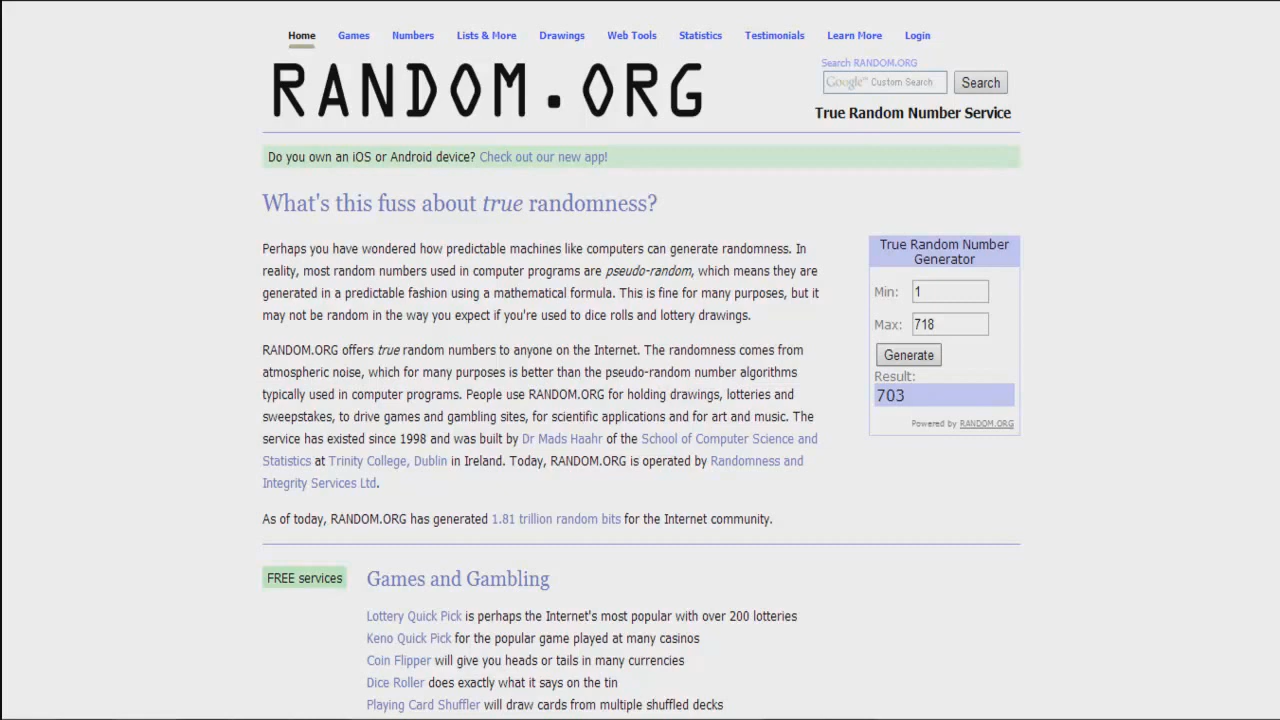 Home Games Numbers Lists & More Drawings Web Tools Statistics Testimonials Learn More Login
RANDOM.ORG
Search RANDOM.ORG
Google™ Custom Search Search
True Random Number Service
Do you own an iOS or Android device? Check out our new app!
What's this fuss about true randomness?
Perhaps you have wondered how predictable machines like computers can generate randomness. In
reality, most random numbers used in computer programs are pseudo-random, which means they are
generated in a predictable fashion using a mathematical formula. This is fine for many purposes, but it
may not be random in the way you expect if you're used to dice rolls and lottery drawings.
RANDOM.ORG offers true random numbers to anyone on the Internet. The randomness comes from
atmospheric noise, which for many purposes is better than the pseudo-random number algorithms
typically used in computer programs. People use RANDOM.ORG for holding drawings, lotteries and
sweepstakes, to drive games and gambling sites, for scientific applications and for art and music. The
service has existed since 1998 and was built by Dr Mads Haahr of the School of Computer Science and
Statistics at Trinity College, Dublin in Ireland. Today, RANDOM.ORG is operated by Randomness and
Integrity Services Ltd.
As of today, RANDOM.ORG has generated 1.81 trillion random bits for the Internet community.
True Random Number
Generator
Min: 1
Max: 718
Generate
Result:
703
Powered by RANDOM.ORG
FREE services
Games and Gambling
Lottery Quick Pick is perhaps the Internet's most popular with over 200 lotteries
Keno Quick Pick for the popular game played at many casinos
Coin Flipper will give you heads or tails in many currencies
Dice Roller does exactly what it says on the tin
Playing Card Shuffler will draw cards from multiple shuffled decks